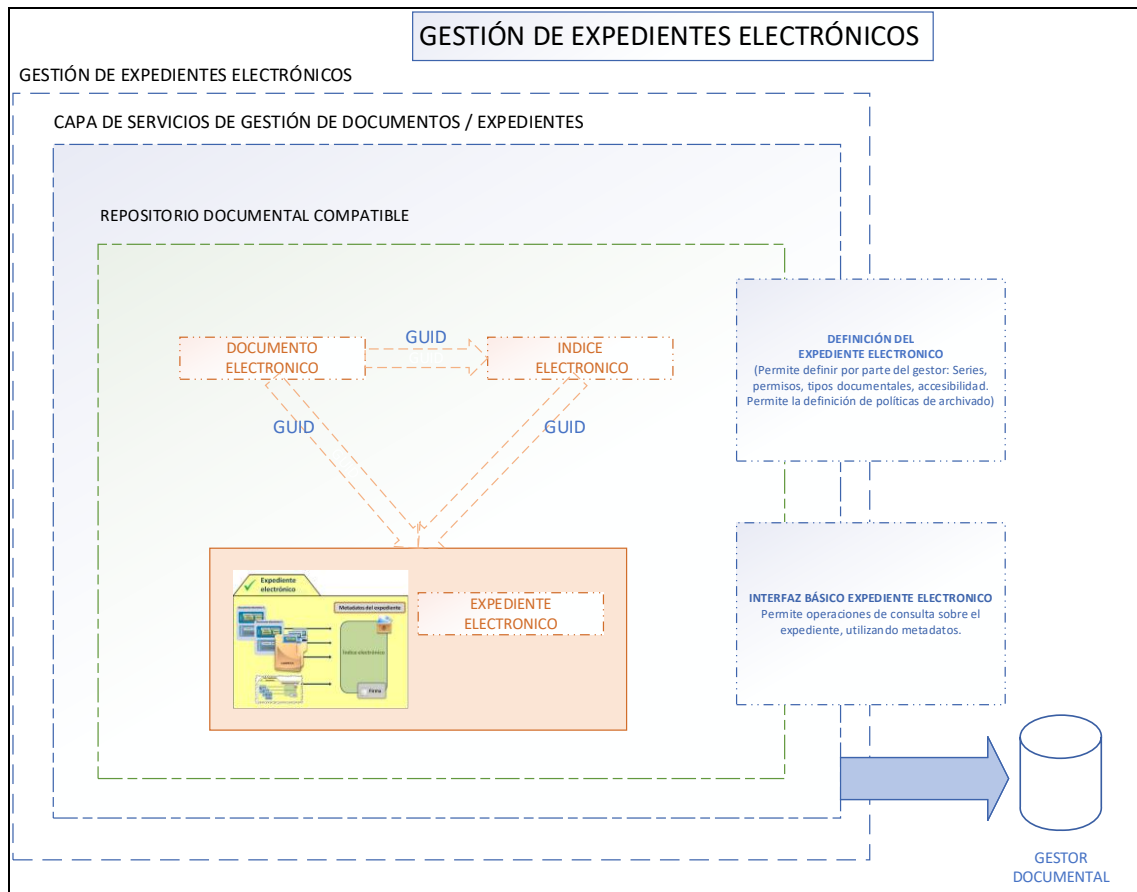 GESTIÓN DE EXPEDIENTES ELECTRÓNICOS
GESTIÓN DE EXPEDIENTES ELECTRÓNICOS
CAPA DE SERVICIOS DE GESTIÓN DE DOCUMENTOS / EXPEDIENTES
REPOSITORIO DOCUMENTAL COMPATIBLE
DOCUMENTO
ELECTRONICO
GUID
INDICE
ELECTRONICO
GUID
GUID
DEFINICIÓN DEL
EXPEDIENTE ELECTRONICO
(Permite definir por parte del gestor: Series,
permisos, tipos documentales, accesibilidad.
Permite la definición de políticas de archivado)
Expediente
electrónico
Metadatos del expediente
Índice electrónico
Firma
EXPEDIENTE
ELECTRONICO
INTERFAZ BÁSICO EXPEDIENTE ELECTRONICO
Permite operaciones de consulta sobre el
expediente, utilizando metadatos.
GESTOR
DOCUMENTAL